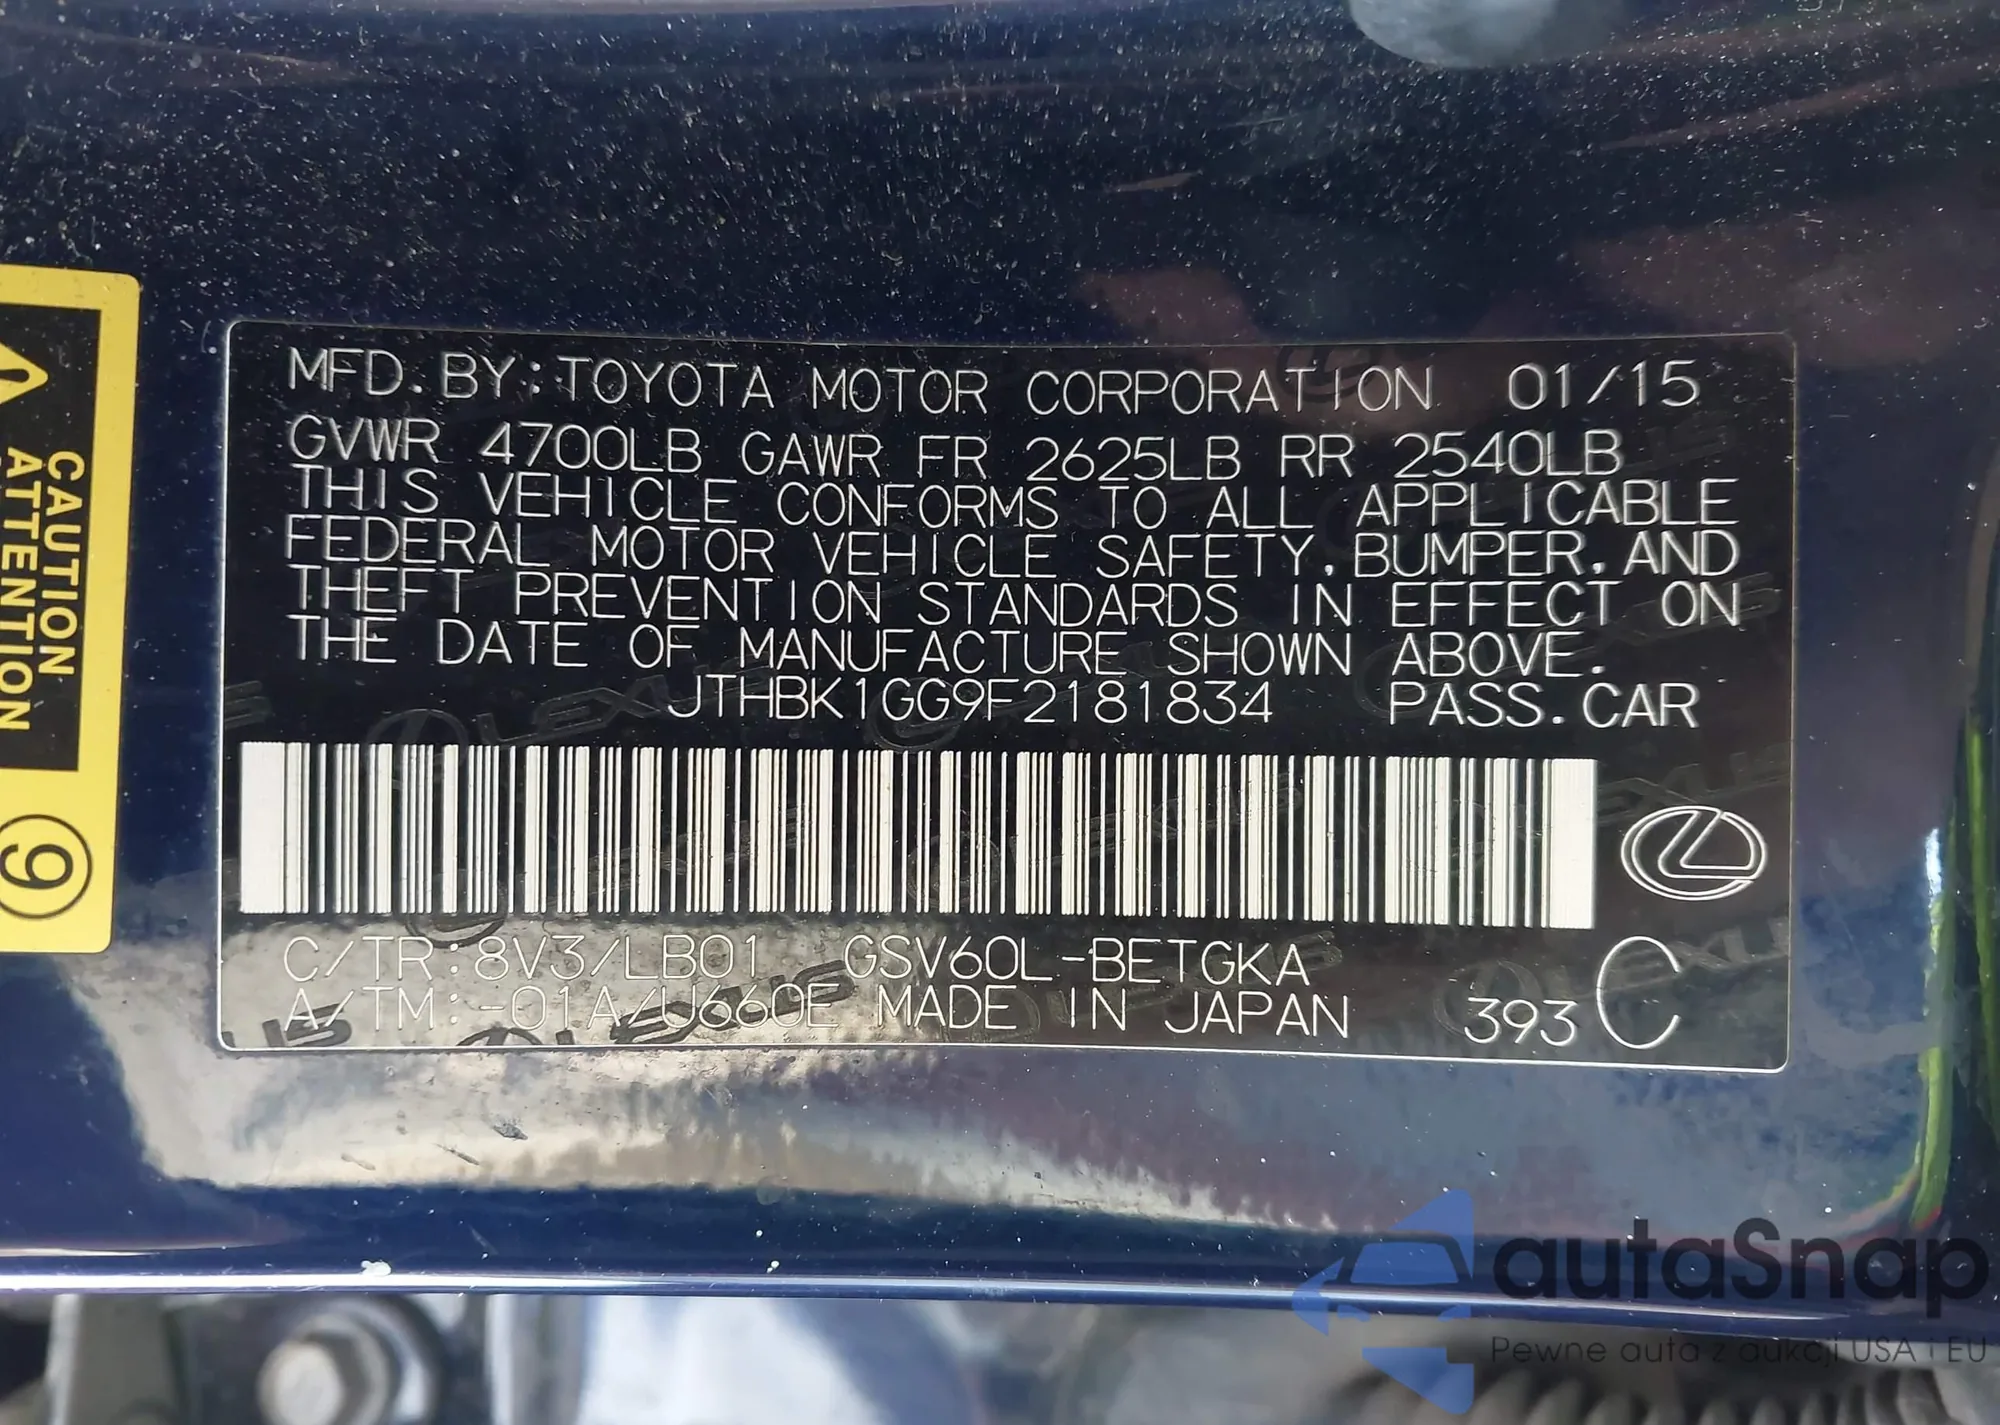 MFD. BY: TOYOTA MOTOR CORPORATION 01/15
GVWR 4700LB GAWR FR 2625LB RR 2540LB
THIS VEHICLE CONFORMS TO ALL APPLICABLE
FEDERAL MOTOR VEHICLE SAFETY, BUMPER, AND
THEFT PREVENTION STANDARDS IN EFFECT ON
THE DATE OF MANUFACTURE SHOWN ABOVE.
JTHBK1GG9F2181834 PASS. CAR
C/TR:8V3/LB01 GSV60L-BETGKA
A/TM:-01A/U660E MADE IN JAPAN 393 C
CAUTION
ATTENTION
9
autaSnap
Pewne auta z aukcji USA i EU